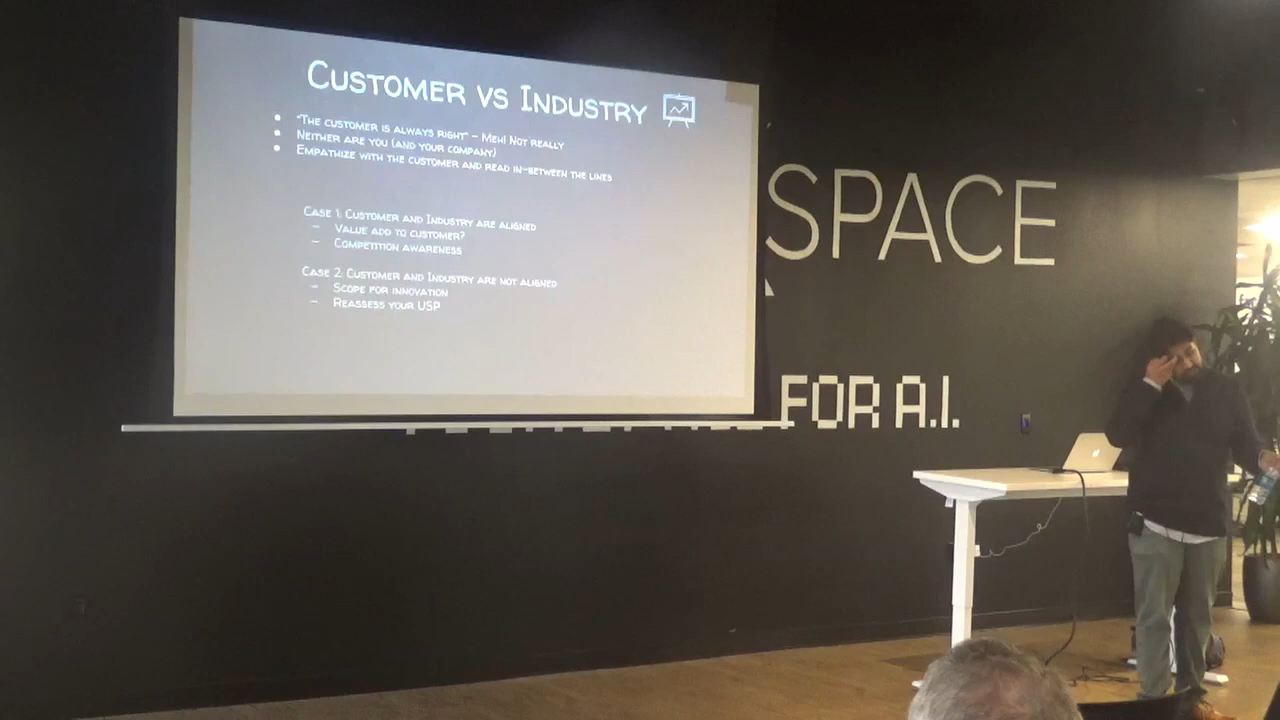 CUSTOMER VS INDUSTRY
"THE CUSTOMER IS ALWAYS RIGHT" - MEH! NOT REALLY
NEITHER ARE YOU (AND YOUR COMPANY)
EMPATHIZE WITH THE CUSTOMER AND READ IN-BETWEEN THE LINES
CASE 1: CUSTOMER AND INDUSTRY ARE ALIGNED
- VALUE ADD TO CUSTOMER?
- COMPETITION AWARENESS
CASE 2: CUSTOMER AND INDUSTRY ARE NOT ALIGNED
- SCOPE FOR INNOVATION
- REASSESS YOUR USP
SPACE
FOR A.I.